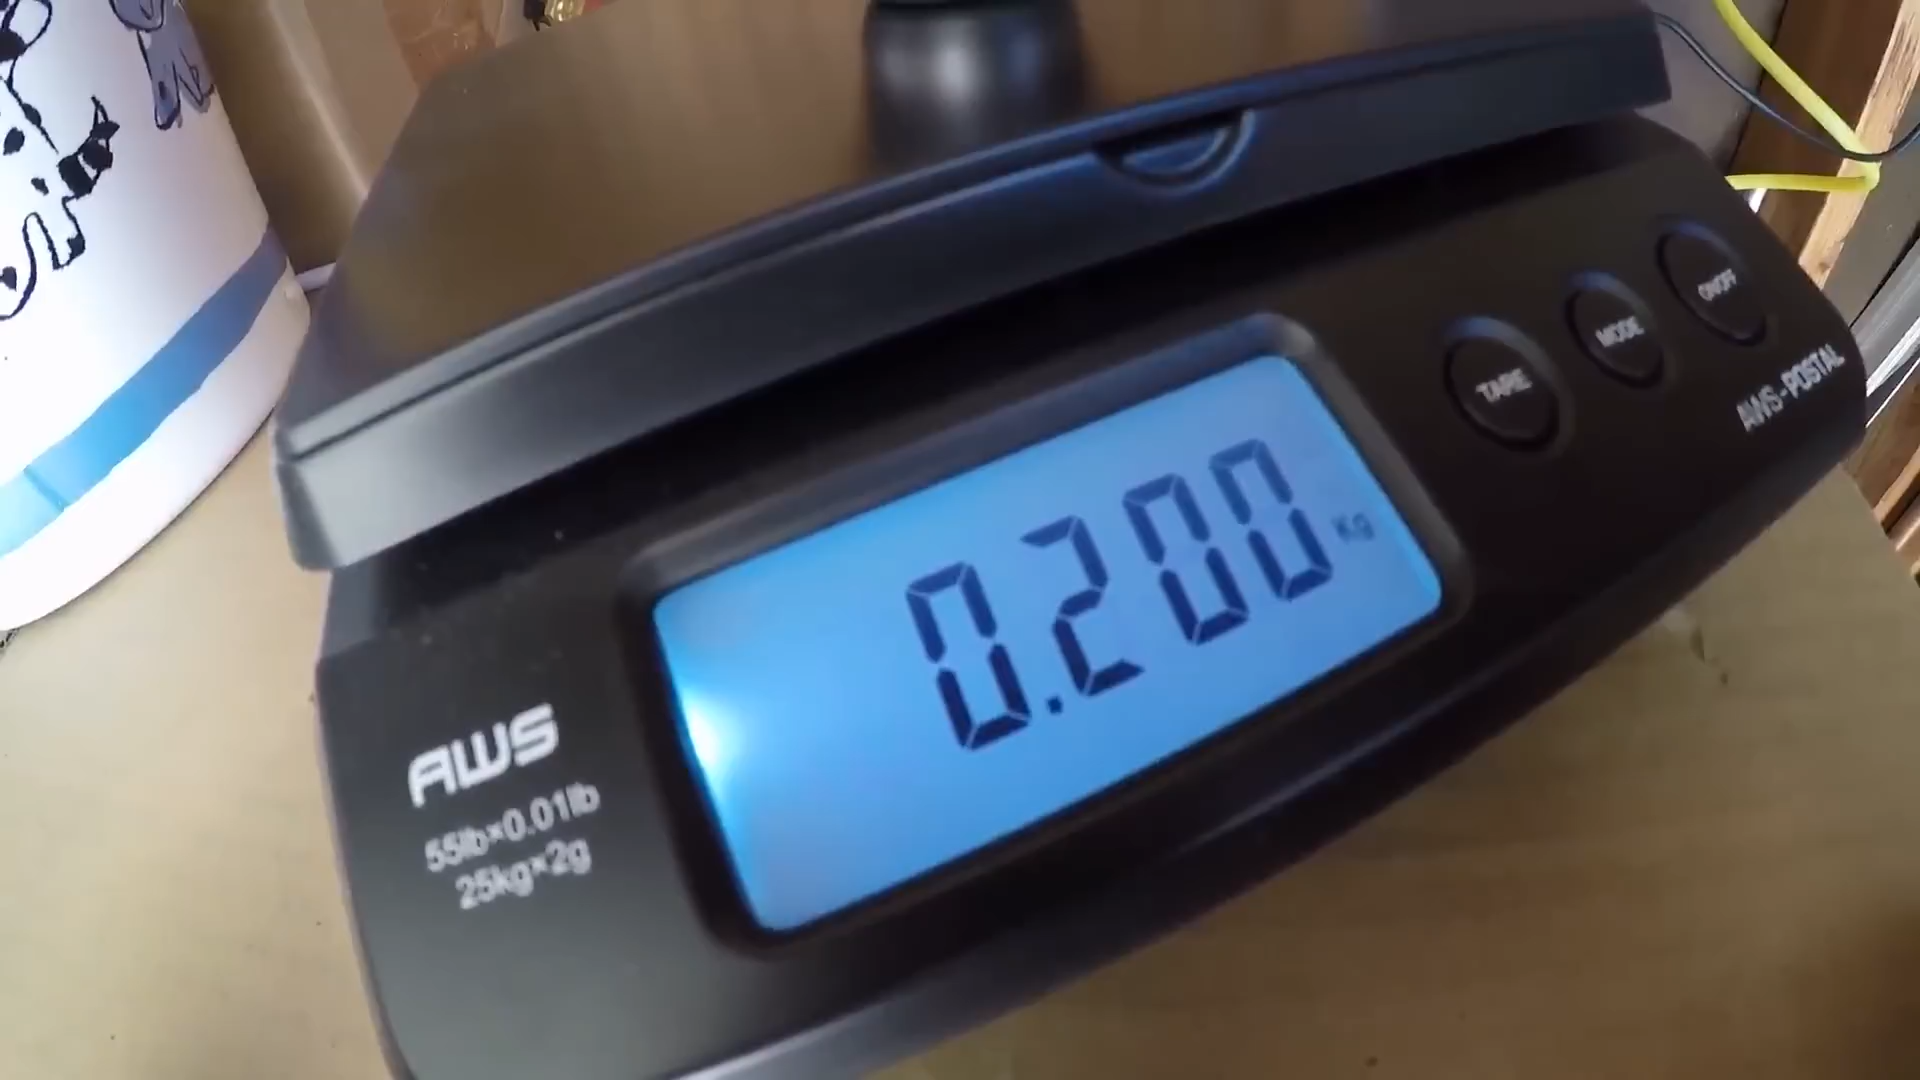 0.200 Kg
TARE
MODE
ON/OFF
AWS-POSTAL
AWS
55lb×0.01lb
25kg×2g